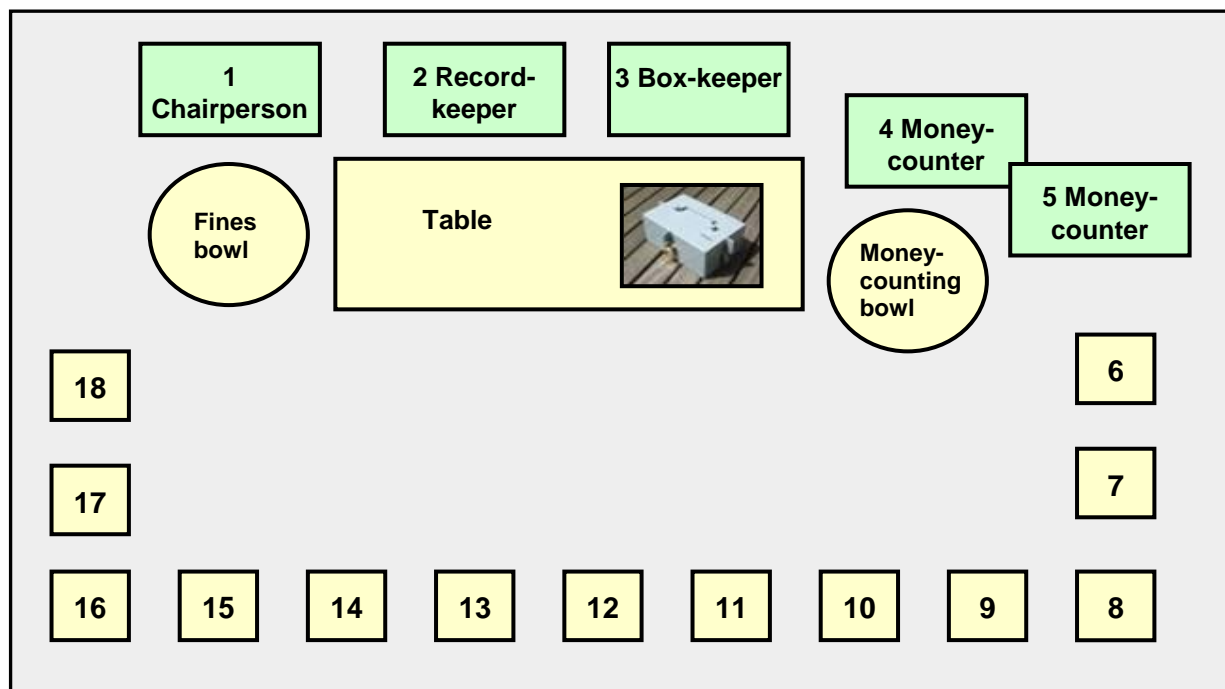 1
Chairperson
2 Record-
keeper
3 Box-keeper
4 Money-
counter
5 Money-
counter
Fines
bowl
Table
Money-
counting
bowl
18
6
17
7
16
15
14
13
12
11
10
9
8